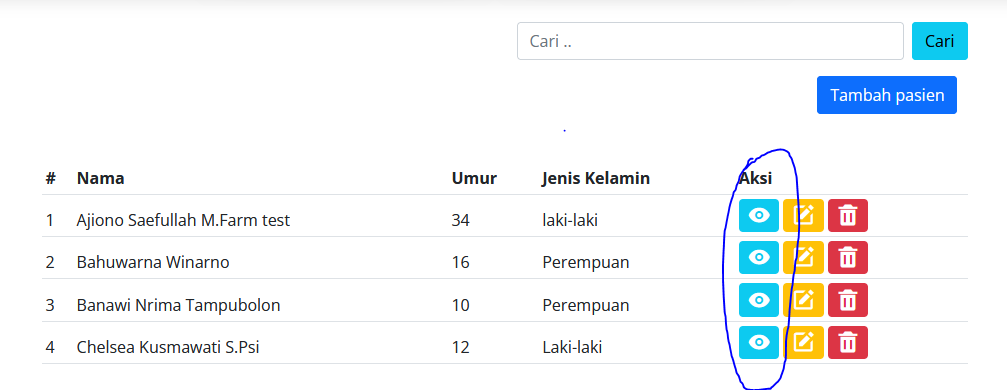 Cari .. Cari
Tambah pasien
# Nama Umur Jenis Kelamin Aksi
1 Ajiono Saefullah M.Farm test 34 laki-laki
2 Bahuwarna Winarno 16 Perempuan
3 Banawi Nrima Tampubolon 10 Perempuan
4 Chelsea Kusmawati S.Psi 12 Laki-laki